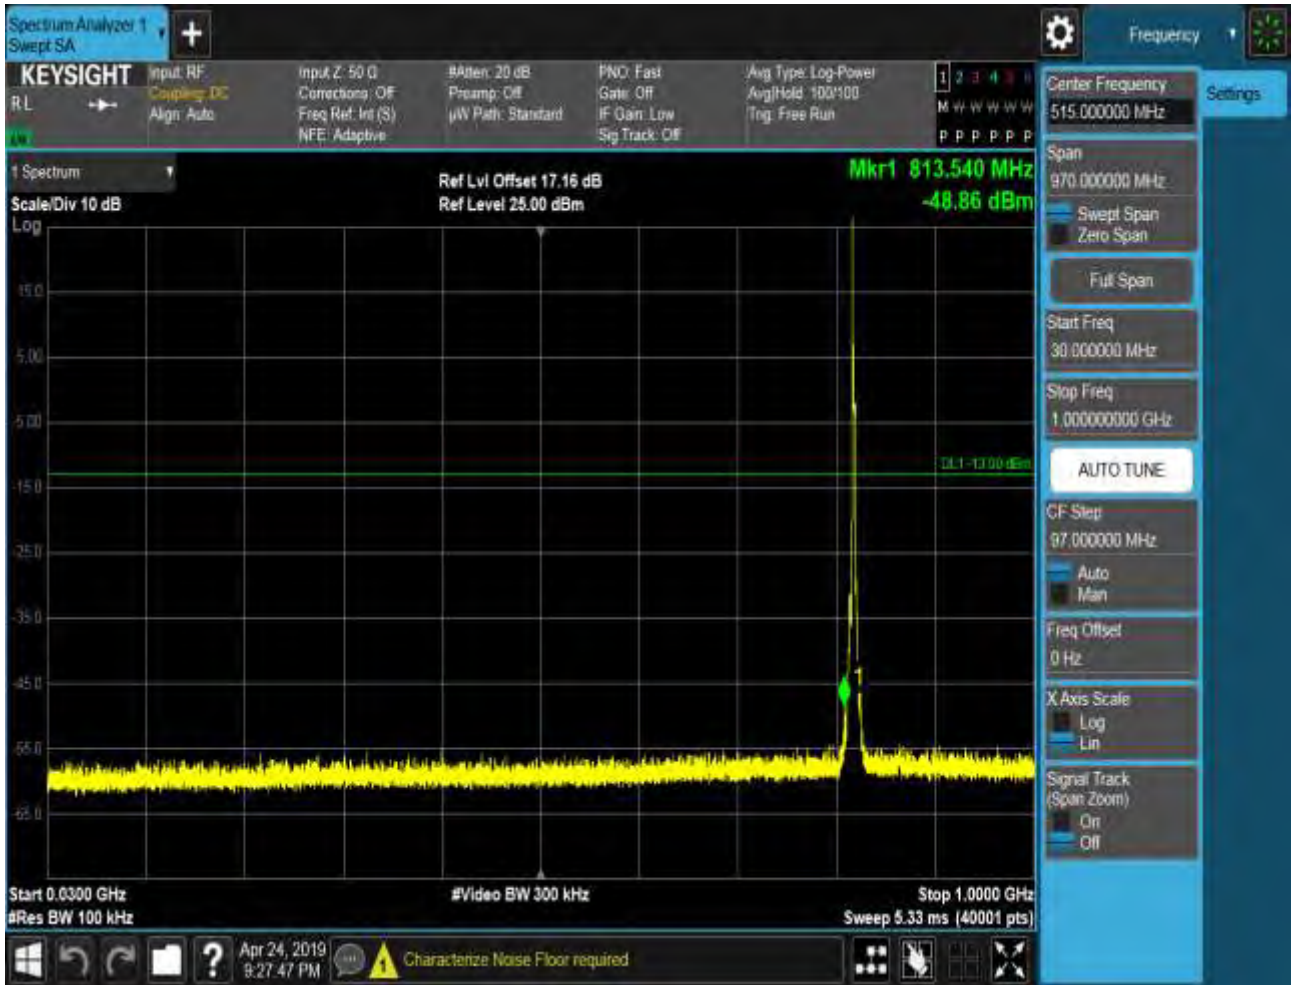 Spectrum Analyzer 1
Swept SA
Frequency
KEYSIGHT
RL
Input: RF
Coupling: DC
Align: Auto
Input Z: 50 Ω
Corrections: Off
Freq Ref: Int (S)
NFE: Adaptive
#Atten: 20 dB
Preamp: Off
µW Path: Standard
PNO: Fast
Gate: Off
IF Gain: Low
Sig Track: Off
Avg Type: Log-Power
Avg|Hold: 100/100
Trig: Free Run
1 2 3 4 5 6
M W W W W W
P P P P P P
1 Spectrum
Scale/Div 10 dB
Log
Ref Lvl Offset 17.16 dB
Ref Level 25.00 dBm
Mkr1 813.540 MHz
-48.86 dBm
15.0
5.00
-5.00
DL1 -13.00 dBm
-15.0
-25.0
-35.0
-45.0
-55.0
-65.0
Start 0.0300 GHz
#Res BW 100 kHz
#Video BW 300 kHz
Stop 1.0000 GHz
Sweep 5.33 ms (40001 pts)
Center Frequency
515.000000 MHz
Settings
Span
970.000000 MHz
Swept Span
Zero Span
Full Span
Start Freq
30.000000 MHz
Stop Freq
1.000000000 GHz
AUTO TUNE
CF Step
97.000000 MHz
Auto
Man
Freq Offset
0 Hz
X Axis Scale
Log
Lin
Signal Track
(Span Zoom)
On
Off
?
Apr 24, 2019
9:27:47 PM
1
Characterize Noise Floor required